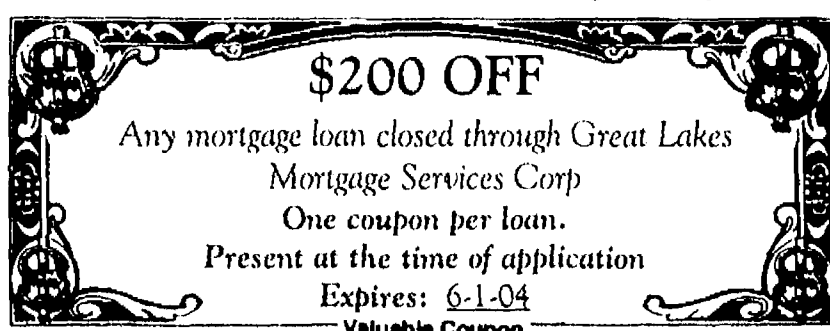 $200 OFF
Any mortgage loan closed through Great Lakes
Mortgage Services Corp
One coupon per loan.
Present at the time of application
Expires: 6-1-04
Valuable Coupon